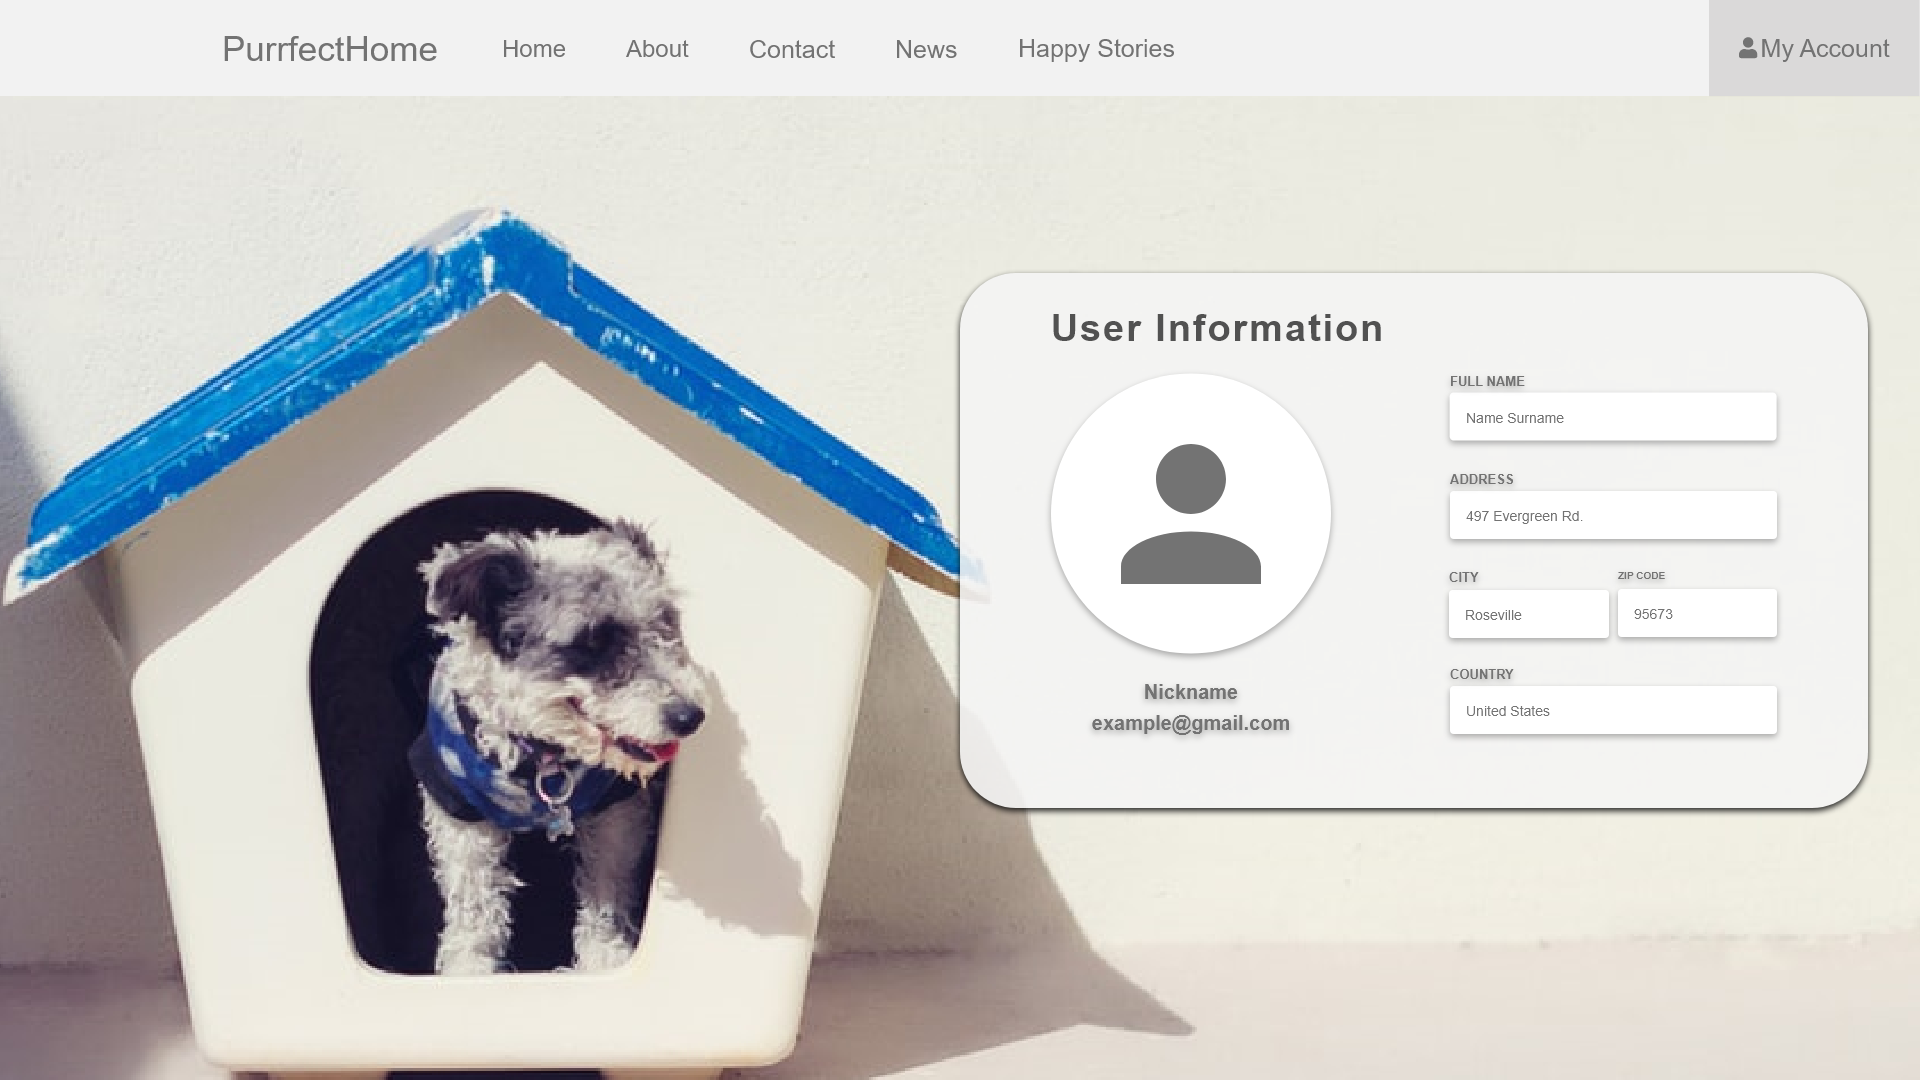 PurrfectHome Home About Contact News Happy Stories My Account
User Information
FULL NAME
Name Surname
ADDRESS
497 Evergreen Rd.
CITY ZIP CODE
Roseville 95673
COUNTRY
United States
Nickname
example@gmail.com